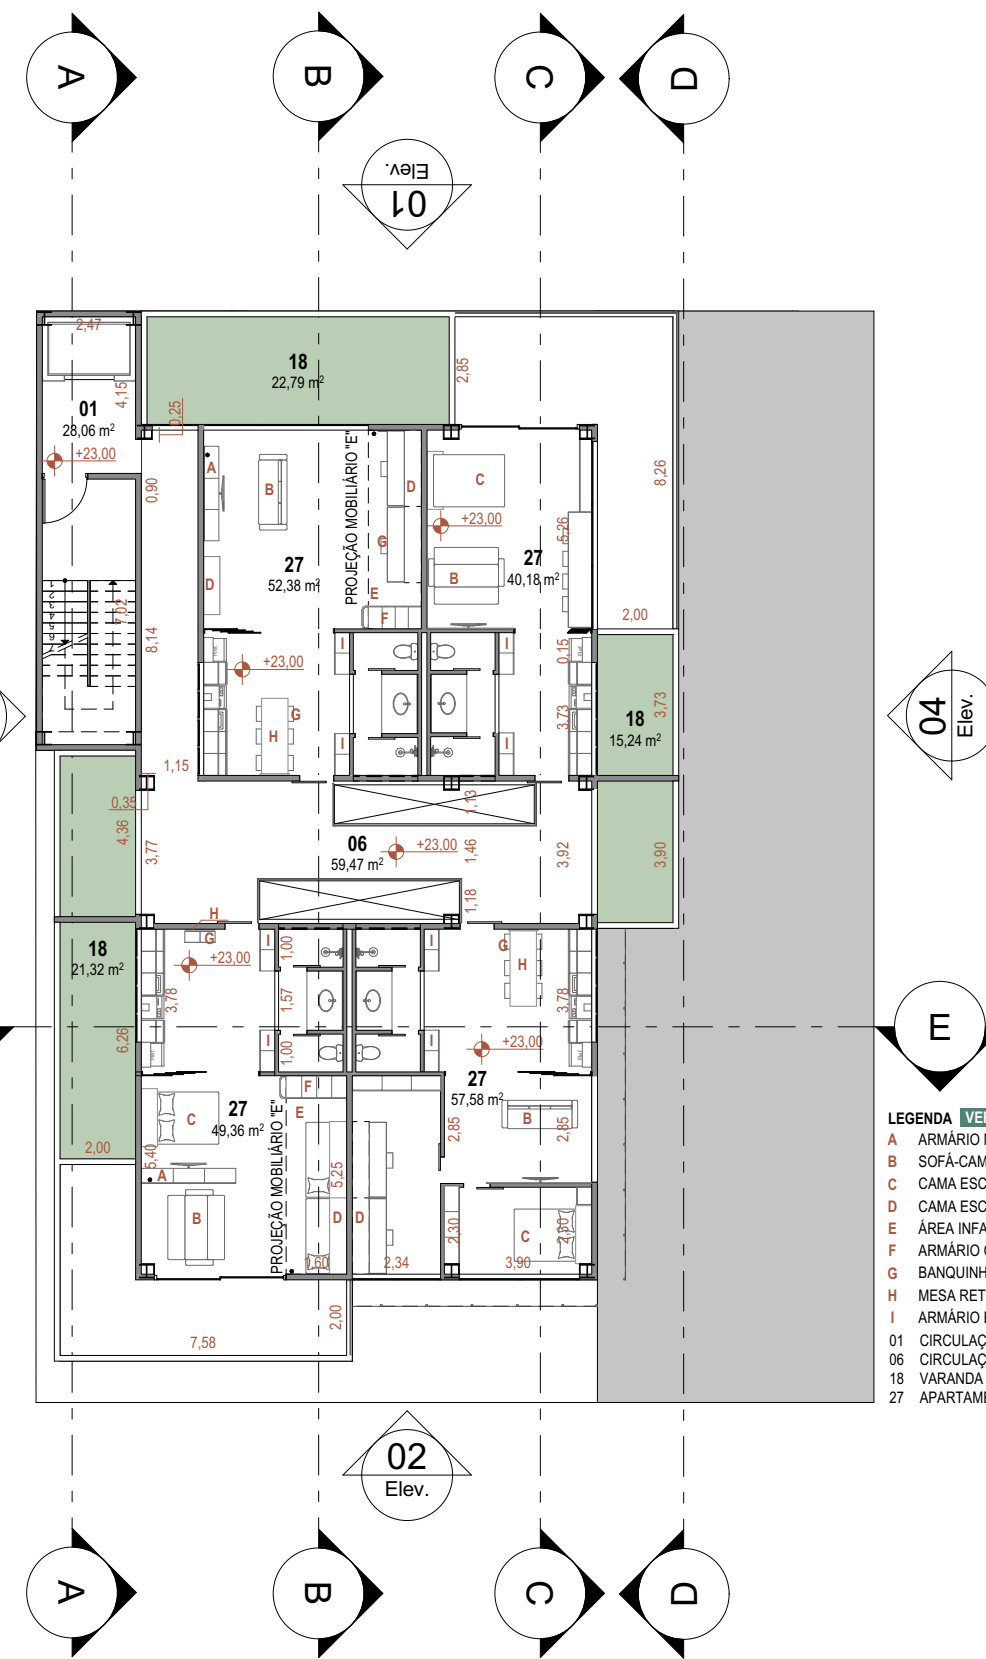 A
B
C
D
Elev.
01
2,47
4,15
01
28,06 m²
+23,00
0,25
18
22,79 m²
2,85
8,26
0,90
A
B
PROJEÇÃO MOBILIÁRIO "E"
D
G
C
+23,00
5,26
27
52,38 m²
27
40,18 m²
D
E
F
B
2,00
1
2
3
4
5
6
7
7,02
8,14
+23,00
I
I
0,15
G
H
I
I
3,73
18
15,24 m²
3,73
04
Elev.
1,15
0,35
4,36
3,77
1,13
06
59,47 m²
+23,00
1,46
3,92
3,90
1,18
H
G
18
21,32 m²
+23,00
I
1,00
I
G
H
3,78
1,57
3,78
6,26
I
1,00
I
+23,00
E
27
49,36 m²
F
E
27
57,58 m²
C
B
2,85
2,85
2,00
5,40
A
PROJEÇÃO MOBILIÁRIO "E"
5,25
B
D
D
2,30
C
2,30
1,60
2,34
3,90
2,00
7,58
LEGENDA
A ARMÁRIO
B SOFÁ-CAM
C CAMA ESC
D CAMA ESC
E ÁREA INFA
F ARMÁRIO
G BANQUINH
H MESA RET
I ARMÁRIO
01 CIRCULAÇ
06 CIRCULAÇ
18 VARANDA
27 APARTAME
02
Elev.
A
B
C
D